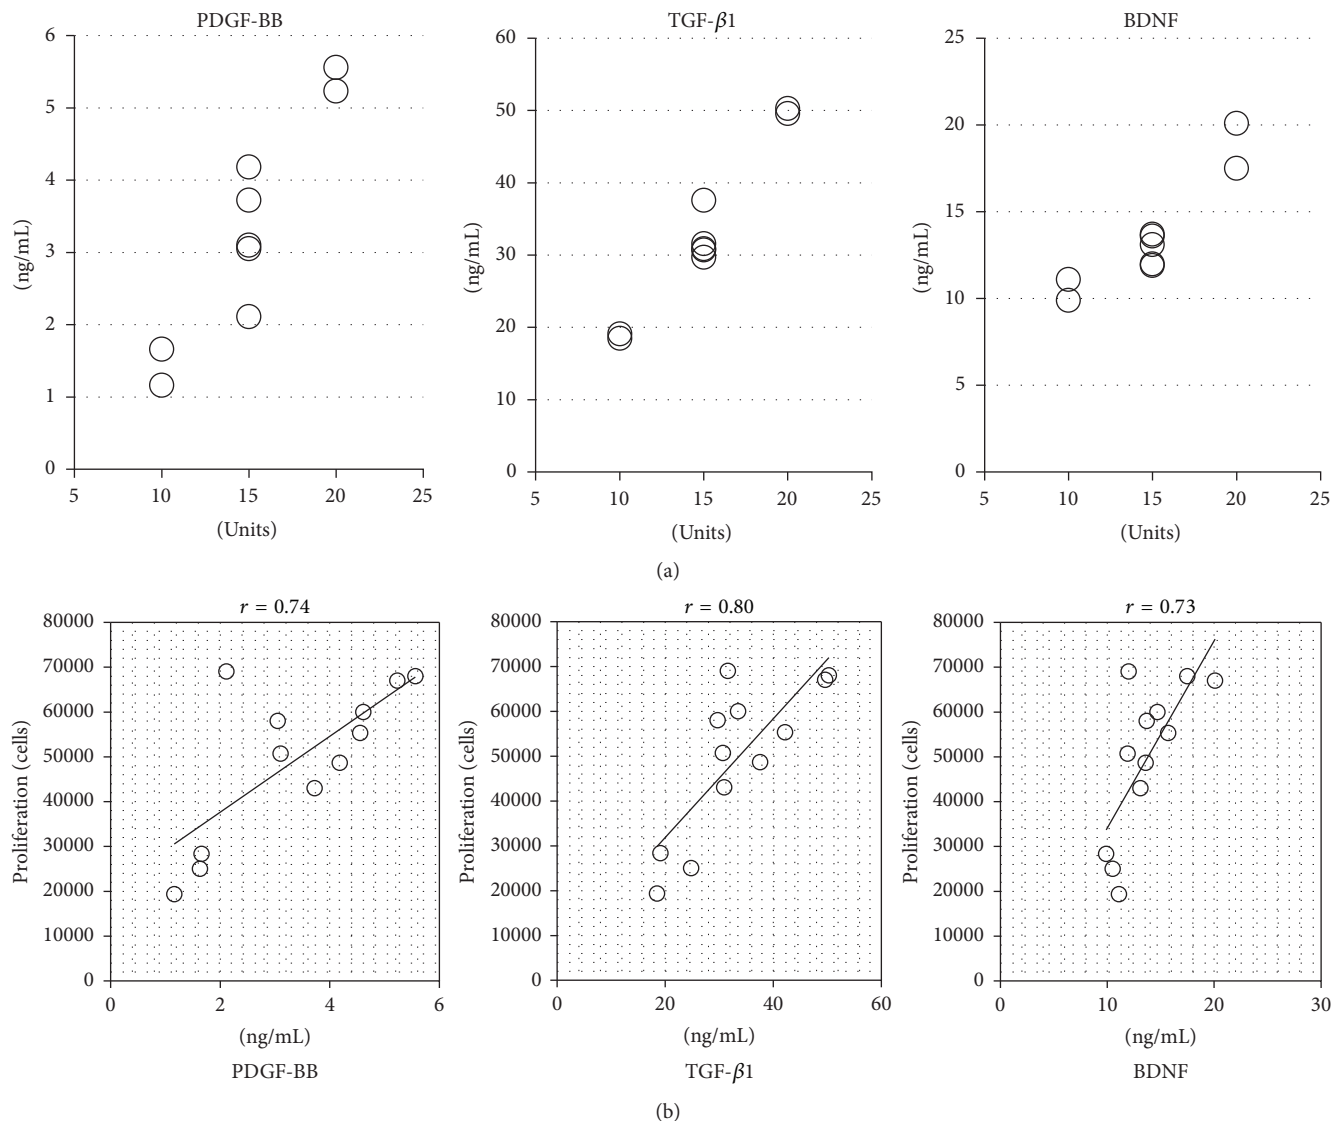 PDGF-BB
TGF-β1
BDNF
6
5
4
3
2
1
0
(ng/mL)
5 10 15 20 25
(Units)
60
50
40
30
20
10
0
(ng/mL)
5 10 15 20 25
(Units)
25
20
15
10
5
0
(ng/mL)
5 10 15 20 25
(Units)
(a)
r = 0.74
80000
70000
60000
50000
40000
30000
20000
10000
0
Proliferation (cells)
0 2 4 6
(ng/mL)
PDGF-BB
r = 0.80
80000
70000
60000
50000
40000
30000
20000
10000
0
Proliferation (cells)
0 20 40 60
(ng/mL)
TGF-β1
r = 0.73
80000
70000
60000
50000
40000
30000
20000
10000
0
Proliferation (cells)
0 10 20 30
(ng/mL)
BDNF
(b)